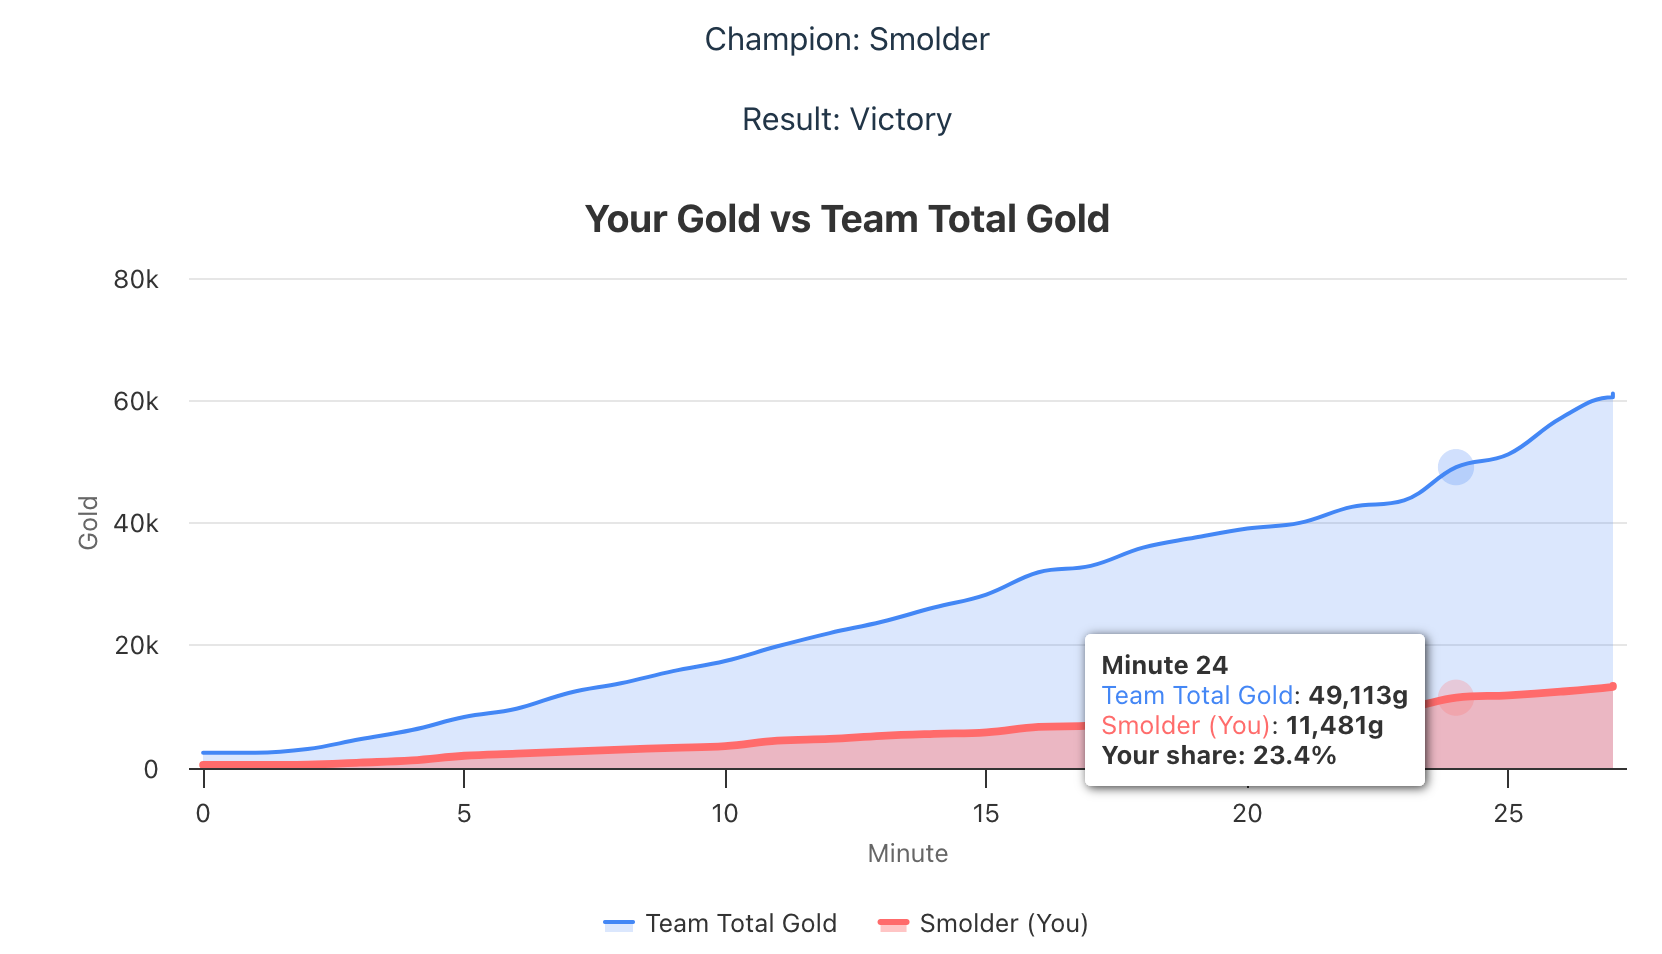 Champion: Smolder
Result: Victory
Your Gold vs Team Total Gold
80k
60k
40k
20k
0
Gold
Minute 24
Team Total Gold: 49,113g
Smolder (You): 11,481g
Your share: 23.4%
0 5 10 15 20 25
Minute
Team Total Gold Smolder (You)